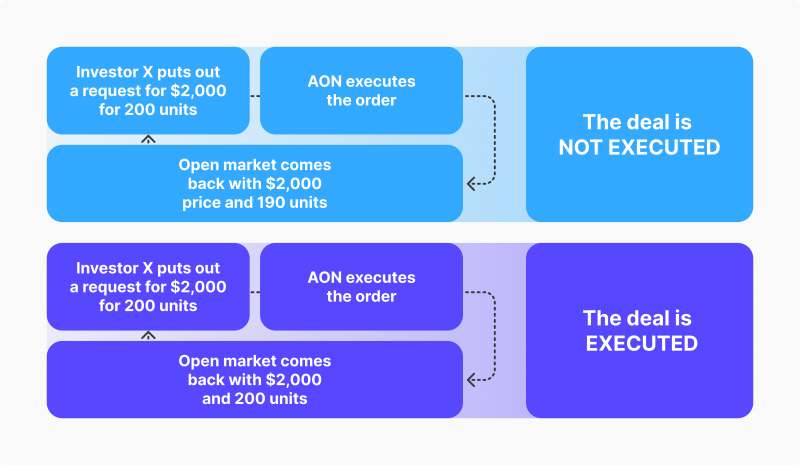 Investor X puts out
a request for $2,000
for 200 units
AON executes
the order
Open market comes
back with $2,000
price and 190 units
The deal is
NOT EXECUTED
Investor X puts out
a request for $2,000
for 200 units
AON executes
the order
Open market comes
back with $2,000
and 200 units
The deal is
EXECUTED